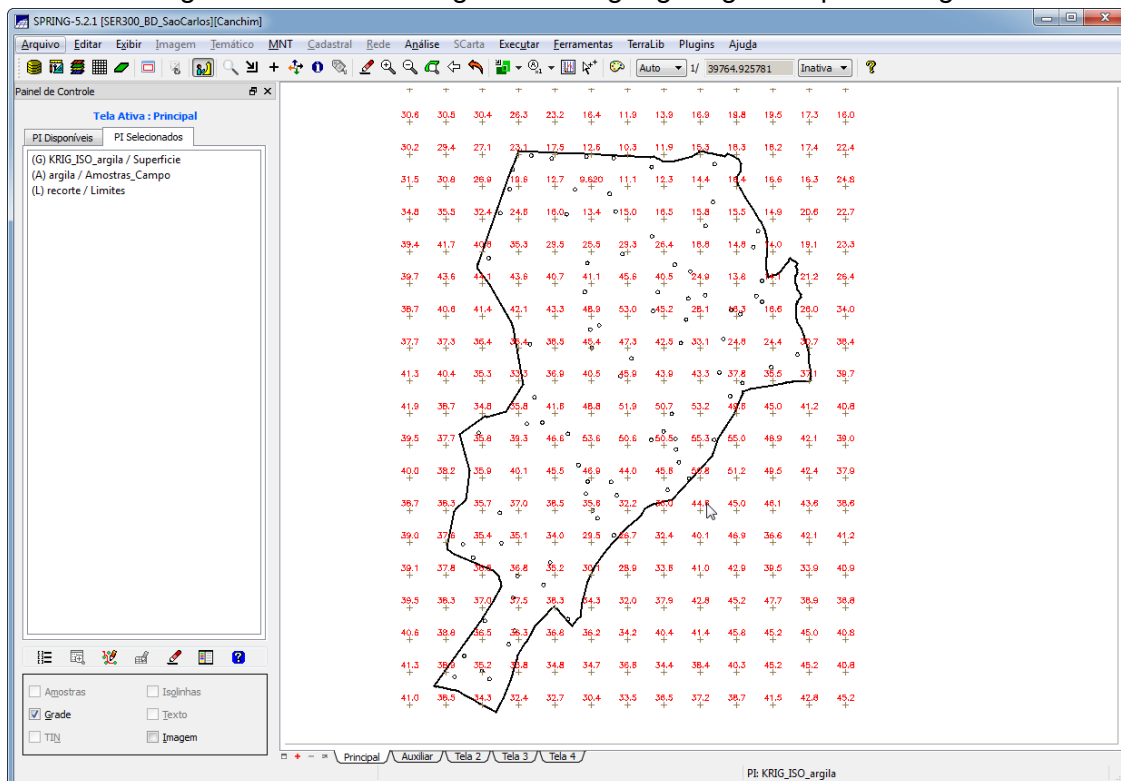 SPRING-5.2.1 [SER300_BD_SaoCarlos][Canchim]
Arquivo Editar Exibir Imagem Temático MNT Cadastral Rede Análise SCarta Executar Ferramentas TerraLib Plugins Ajuda
Auto 1/ 39764.925781 Inativa
Painel de Controle
Tela Ativa : Principal
PI Disponíveis PI Selecionados
(G) KRIG_ISO_argila / Superficie
(A) argila / Amostras_Campo
(L) recorte / Limites
30.6 30.5 30.4 26.3 23.2 16.4 11.9 13.9 16.9 19.8 19.5 17.3 16.0
30.2 29.4 27.1 23.1 17.5 12.6 10.3 11.9 15.3 18.3 18.2 17.4 22.4
31.5 30.8 26.9 19.6 12.7 9.620 11.1 12.3 14.4 16.4 16.6 16.3 24.8
34.8 35.5 32.4 24.8 16.0 13.4 15.0 16.5 15.8 15.5 14.9 20.6 22.7
39.4 41.7 40.8 35.3 29.5 25.5 29.3 26.4 18.8 14.8 14.0 19.1 23.3
39.7 43.6 44.1 43.6 40.7 41.1 45.6 40.5 24.9 13.6 21.2 26.4
38.7 40.6 41.4 42.1 43.3 48.9 53.0 45.2 28.1 16.6 26.0 34.0
37.7 37.3 36.4 38.5 48.4 47.3 42.5 33.1 24.8 24.4 30.7 38.4
41.3 40.4 35.3 33.3 36.9 40.5 45.9 43.9 43.3 37.8 35.5 37.1 39.7
41.9 38.7 34.8 35.8 41.8 48.8 51.9 50.7 53.2 45.0 41.2 40.8
39.5 37.7 35.8 39.3 46.6 53.6 50.6 50.5 55.3 55.0 48.9 42.1 39.0
40.0 38.2 35.9 40.1 45.5 46.9 44.0 45.8 51.2 49.5 42.4 37.9
38.7 36.3 35.7 37.0 38.5 35.8 32.2 45.0 46.1 43.6 38.6
39.0 37.6 35.4 35.1 34.0 29.5 26.7 32.4 40.1 46.9 36.6 42.1 41.2
39.1 37.8 36.8 35.2 30.1 28.9 33.8 41.0 42.9 39.5 33.9 40.9
39.5 38.3 37.0 37.5 38.3 34.3 32.0 37.9 42.8 45.2 47.7 38.9 38.8
40.6 38.8 36.5 36.3 36.8 36.2 34.2 40.4 41.4 45.8 45.2 45.0 40.8
41.3 38.9 35.2 33.8 34.8 34.7 36.8 34.4 38.4 40.3 45.2 45.2 40.8
41.0 38.5 34.3 32.4 32.7 30.4 33.5 38.5 37.2 38.7 41.5 42.8 45.2
Amostras Isolinhas
Grade Texto
TIN Imagem
Principal Auxiliar Tela 2 Tela 3 Tela 4
PI: KRIG_ISO_argila